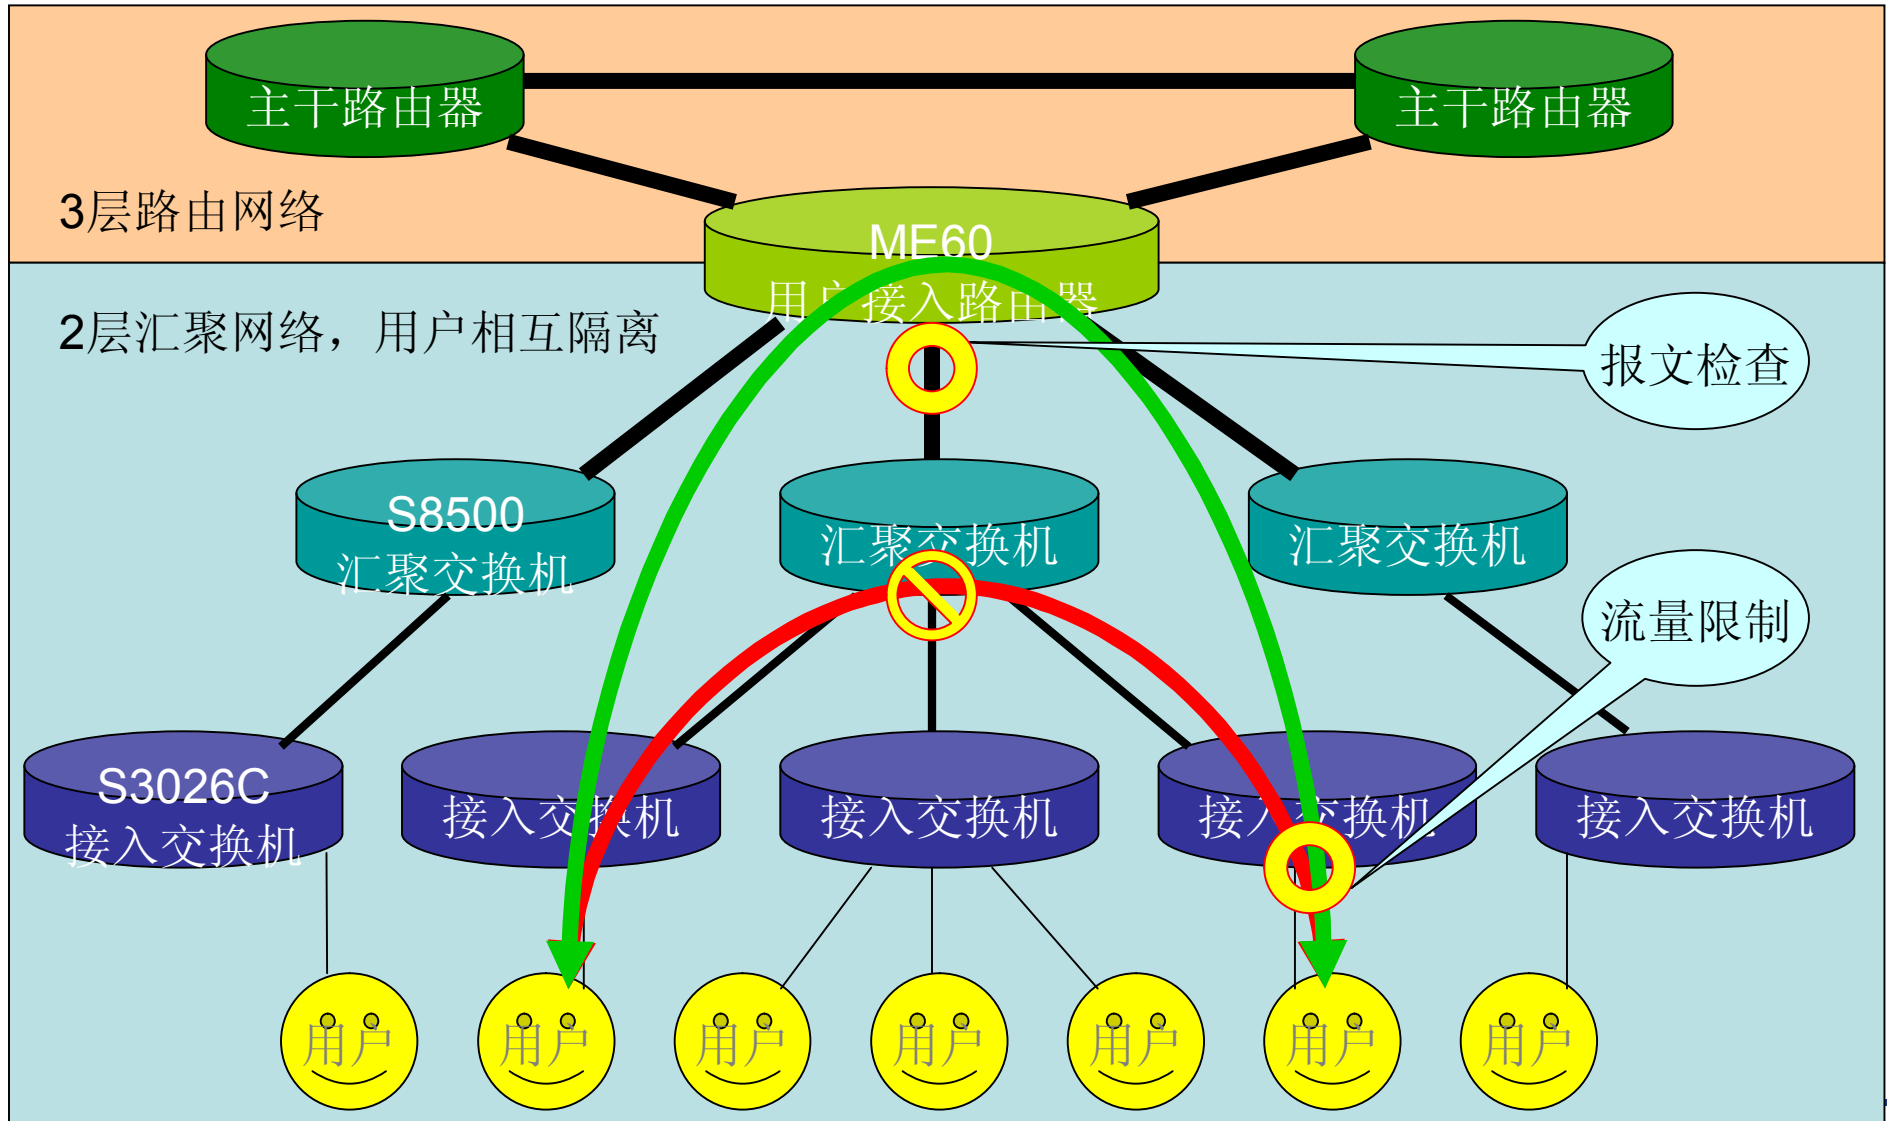 主干路由器
主干路由器
3层路由网络
ME60
用户接入路由器
2层汇聚网络，用户相互隔离
报文检查
S8500
汇聚交换机
汇聚交换机
汇聚交换机
流量限制
S3026C
接入交换机
接入交换机
接入交换机
接入交换机
接入交换机
用户
用户
用户
用户
用户
用户
用户